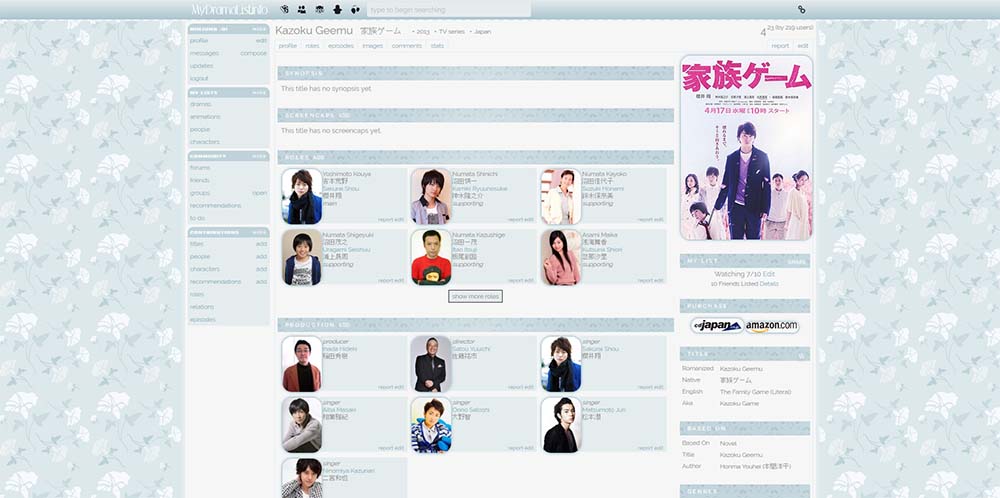 MyDramaList.info
type to begin searching
profile edit
messages compose
updates
logout
MY LISTS HIDE
dramas
animations
people
characters
COMMUNITY HIDE
forums
friends
groups open
recommendations
to do
CONTRIBUTIONS HIDE
titles add
people add
characters add
recommendations add
roles
relations
episodes
Kazoku Geemu 家族ゲーム • 2013 • TV series • Japan
4.23 (by 219 users)
profile roles episodes images comments stats
report edit
SYNOPSIS
This title has no synopsis yet.
SCREENCAPS ADD
This title has no screencaps yet.
ROLES ADD
Yoshimoto Kouya
吉本荒野
Sakurai Shou
櫻井翔
main
report edit
Numata Shinichi
沼田慎一
Kamiki Ryuunosuke
神木隆之介
supporting
report edit
Numata Kayoko
沼田佳代子
Suzuki Honami
鈴木保奈美
supporting
report edit
Numata Shigeyuki
沼田茂之
Uragami Seishuu
浦上晟周
supporting
report edit
Numata Kazushige
沼田一茂
Itao Itsuji
板尾創路
supporting
report edit
Asami Maika
浅海舞香
Kutsuna Shiori
忽那汐里
supporting
report edit
show more roles
PRODUCTION ADD
producer
Inada Hideki
稲田秀樹
report edit
director
Satou Yuuichi
佐藤祐市
report edit
singer
Sakurai Shou
櫻井翔
report edit
singer
Aiba Masaki
相葉雅紀
report edit
singer
Oono Satoshi
大野智
report edit
singer
Matsumoto Jun
松本潤
report edit
singer
Ninomiya Kazunari
二宮和也
家族ゲーム
4月17日水曜よる10時スタート
MY LIST SHARE
Watching 7/10 Edit
10 Friends Listed Details
PURCHASE
cdjapan amazon.com
TITLE
Romanized Kazoku Geemu
Native 家族ゲーム
English The Family Game (Literal)
Aka Kazoku Game
BASED ON
Based On Novel
Title Kazoku Geemu
Author Honma Youhei (本間洋平)
GENRES